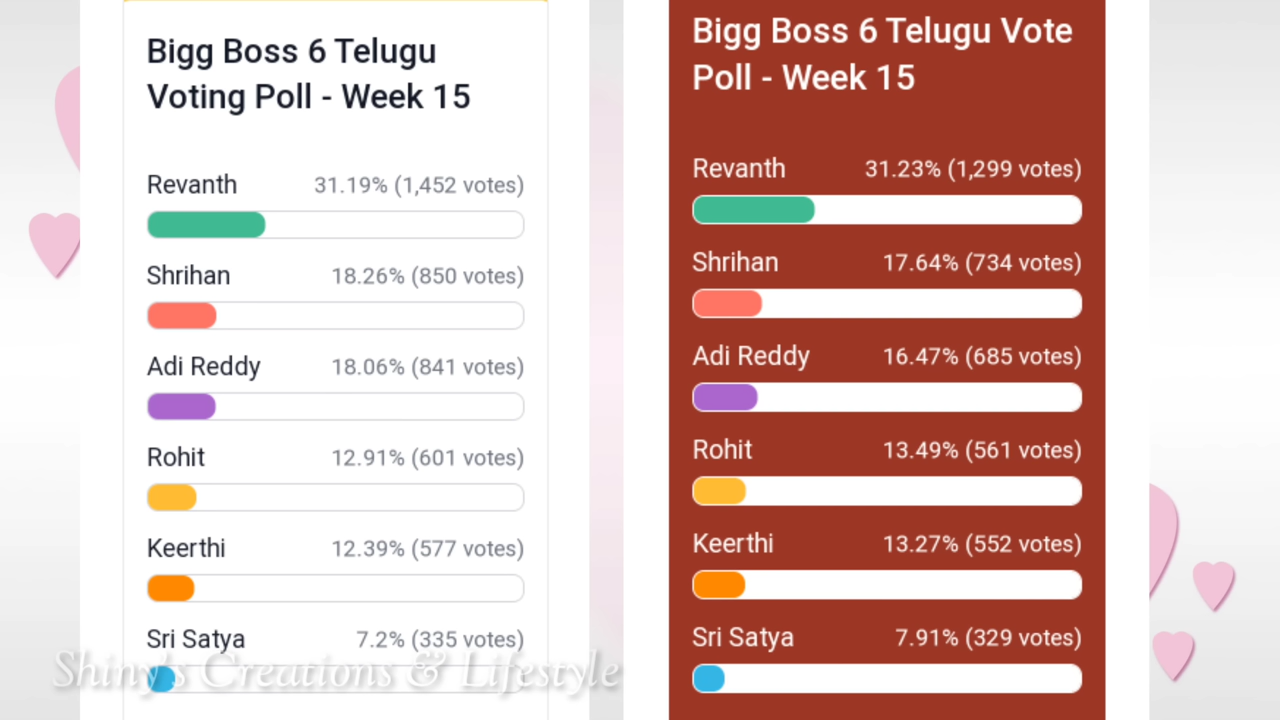 Bigg Boss 6 Telugu
Voting Poll - Week 15
Revanth 31.19% (1,452 votes)
Shrihan 18.26% (850 votes)
Adi Reddy 18.06% (841 votes)
Rohit 12.91% (601 votes)
Keerthi 12.39% (577 votes)
Sri Satya 7.2% (335 votes)
Shiny's Creations & Lifestyle
Bigg Boss 6 Telugu Vote
Poll - Week 15
Revanth 31.23% (1,299 votes)
Shrihan 17.64% (734 votes)
Adi Reddy 16.47% (685 votes)
Rohit 13.49% (561 votes)
Keerthi 13.27% (552 votes)
Sri Satya 7.91% (329 votes)